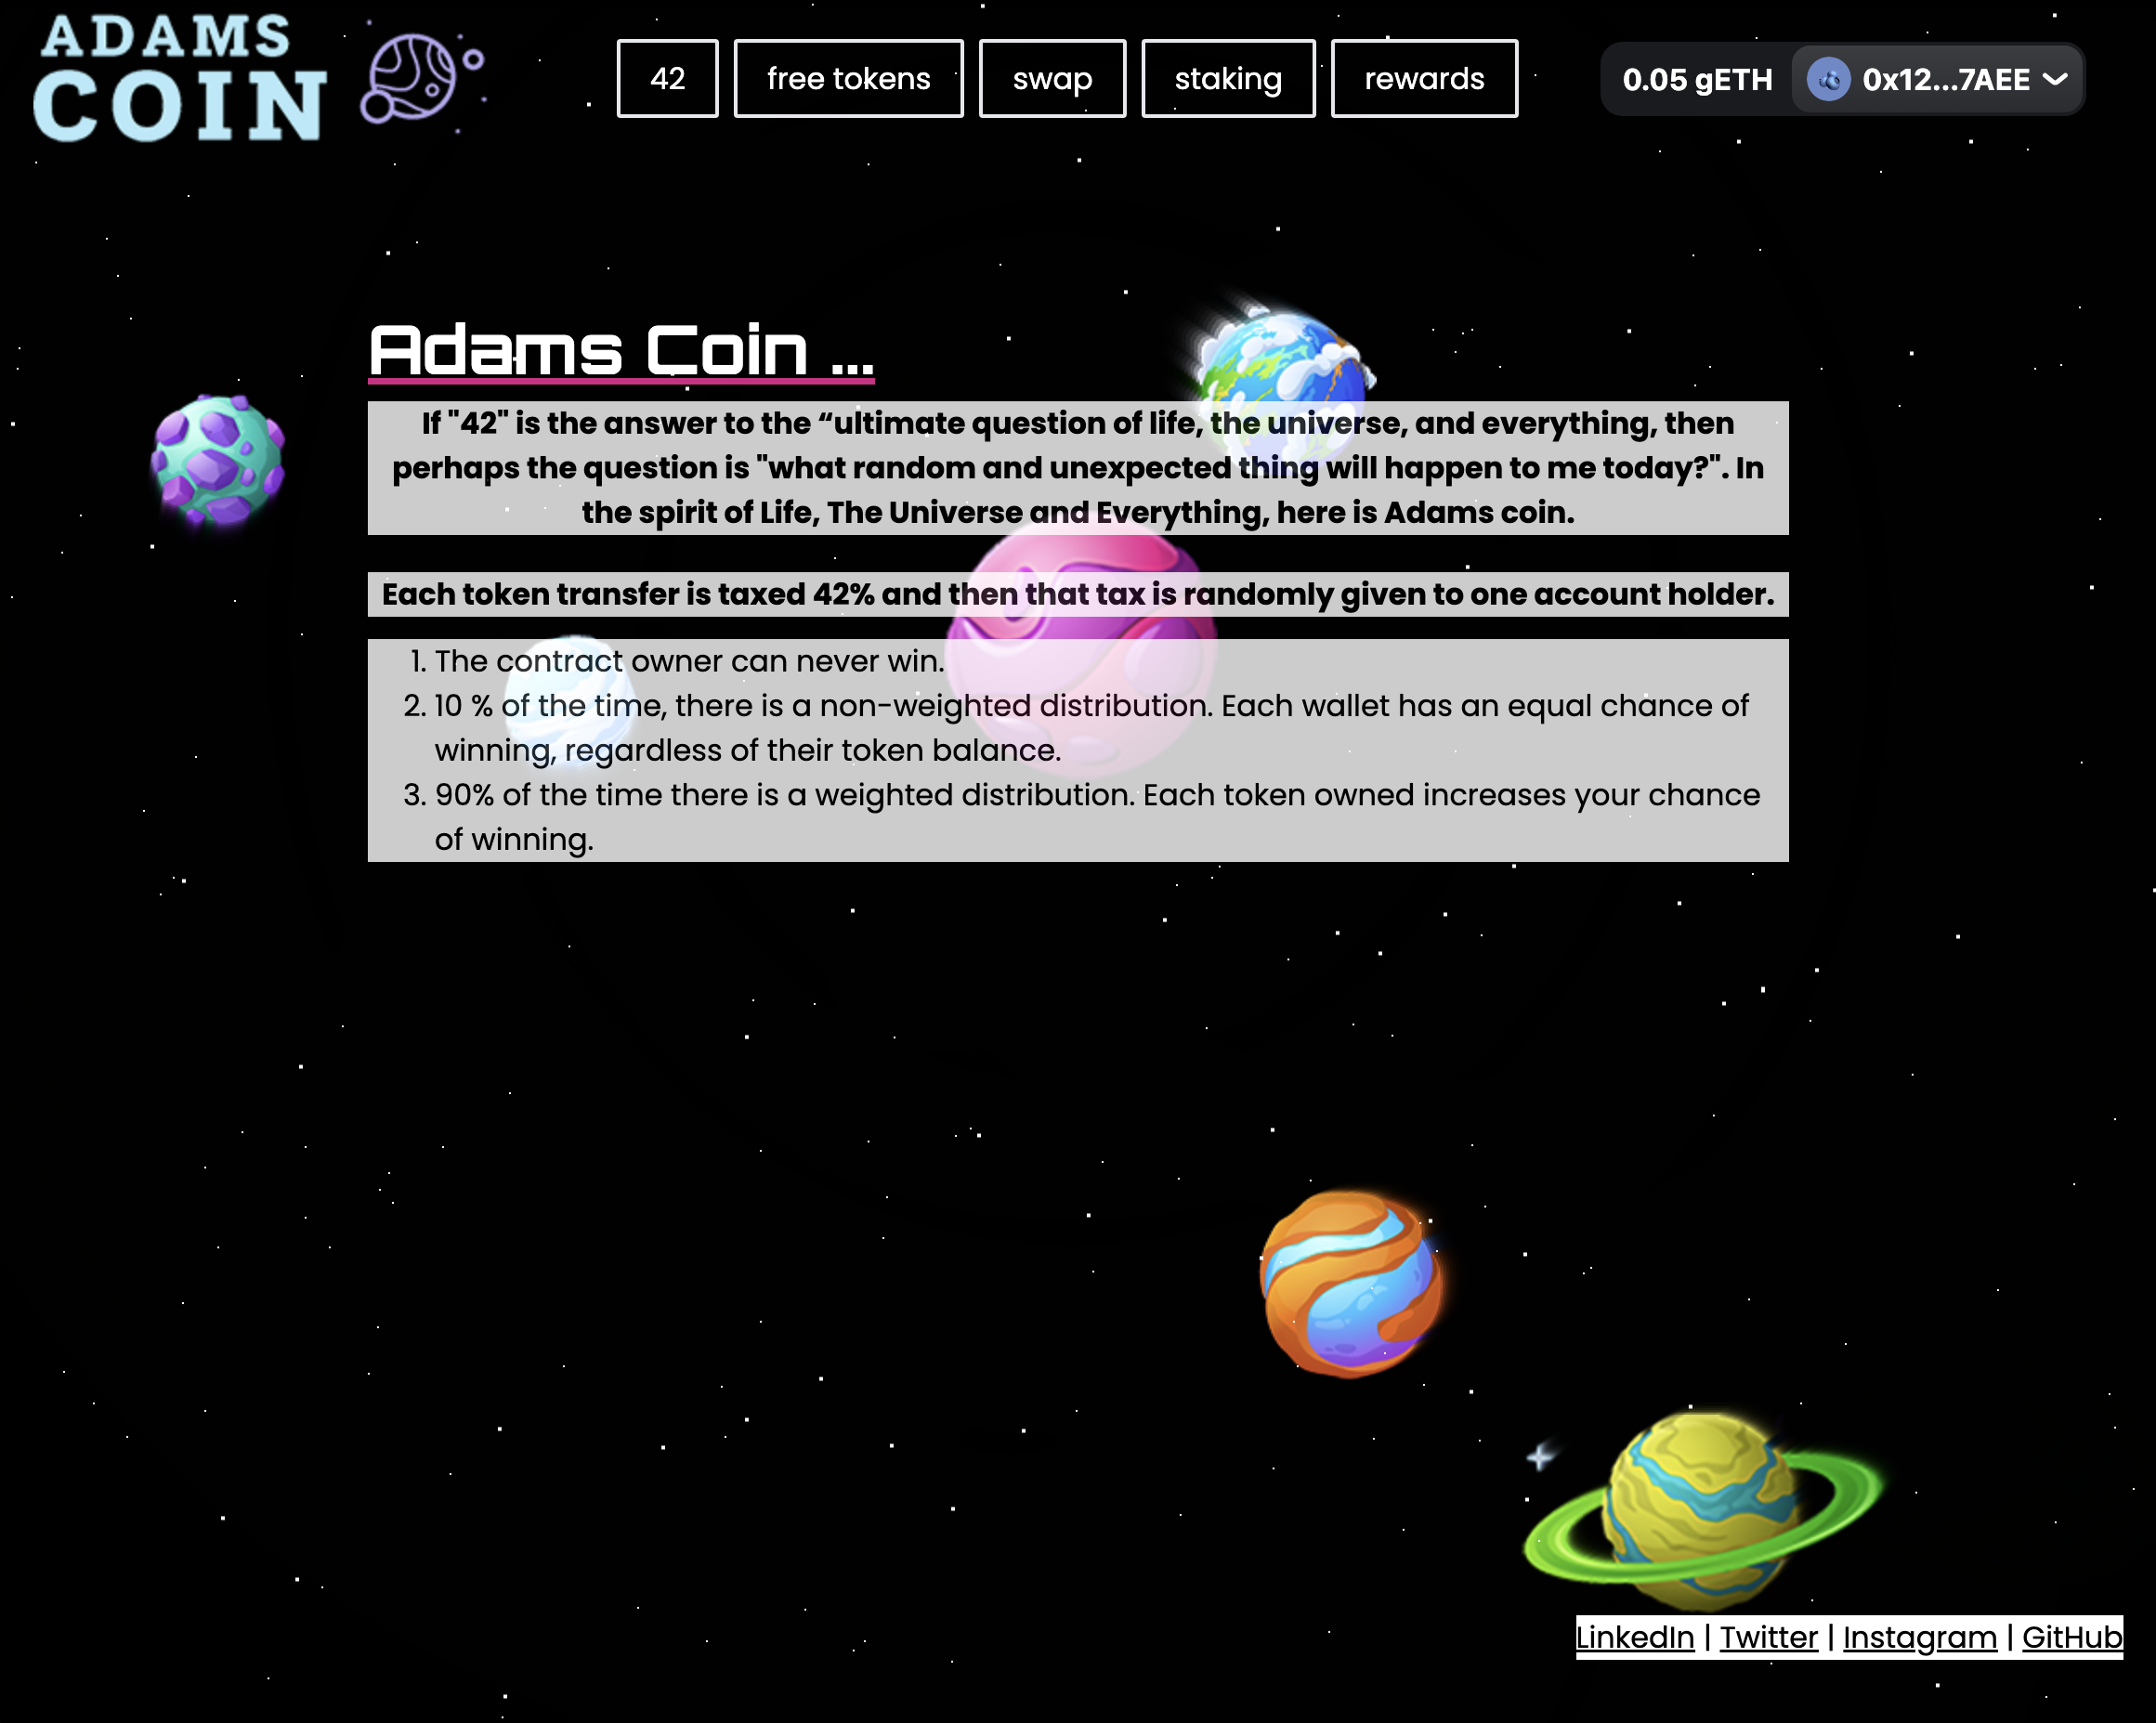 ADAMS
COIN
42
free tokens
swap
staking
rewards
0.05 gETH
0x12...7AEE
Adams Coin ...
If "42" is the answer to the “ultimate question of life, the universe, and everything, then
perhaps the question is "what random and unexpected thing will happen to me today?". In
the spirit of Life, The Universe and Everything, here is Adams coin.
Each token transfer is taxed 42% and then that tax is randomly given to one account holder.
1. The contract owner can never win.
2. 10 % of the time, there is a non-weighted distribution. Each wallet has an equal chance of
winning, regardless of their token balance.
3. 90% of the time there is a weighted distribution. Each token owned increases your chance
of winning.
LinkedIn | Twitter | Instagram | GitHub